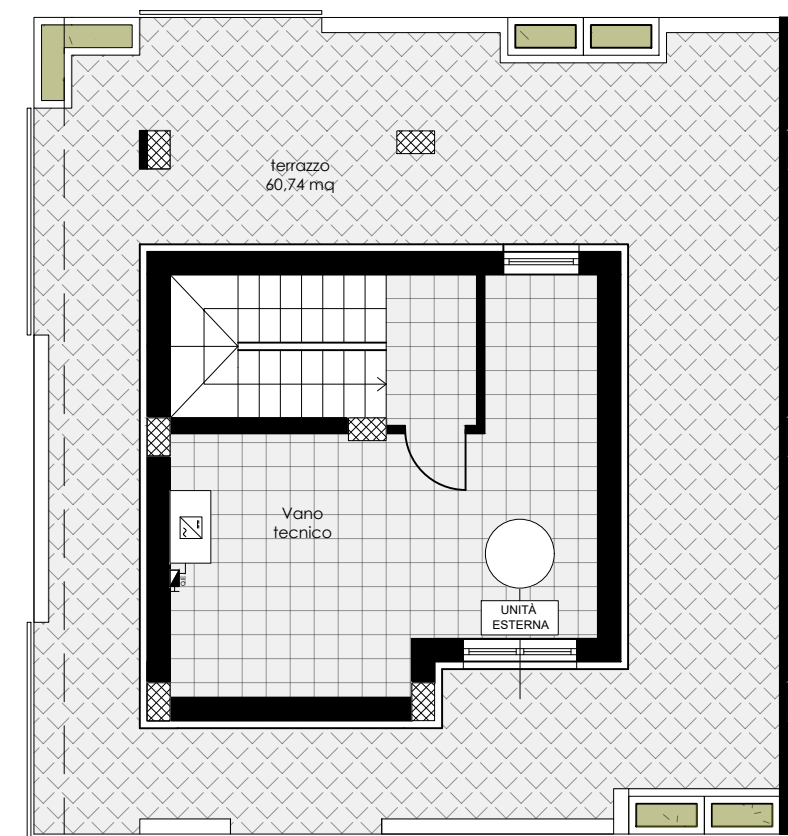 terrazzo
60,74 mq
Vano
tecnico
UNITÀ
ESTERNA